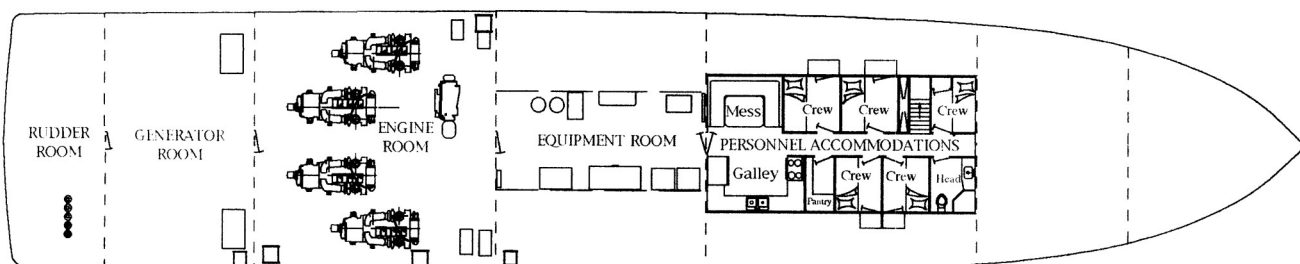 RUDDER
ROOM
GENERATOR
ROOM
ENGINE
ROOM
EQUIPMENT ROOM
PERSONNEL ACCOMMODATIONS
Mess
Crew
Crew
Crew
Galley
Pantry
Crew
Crew
Head